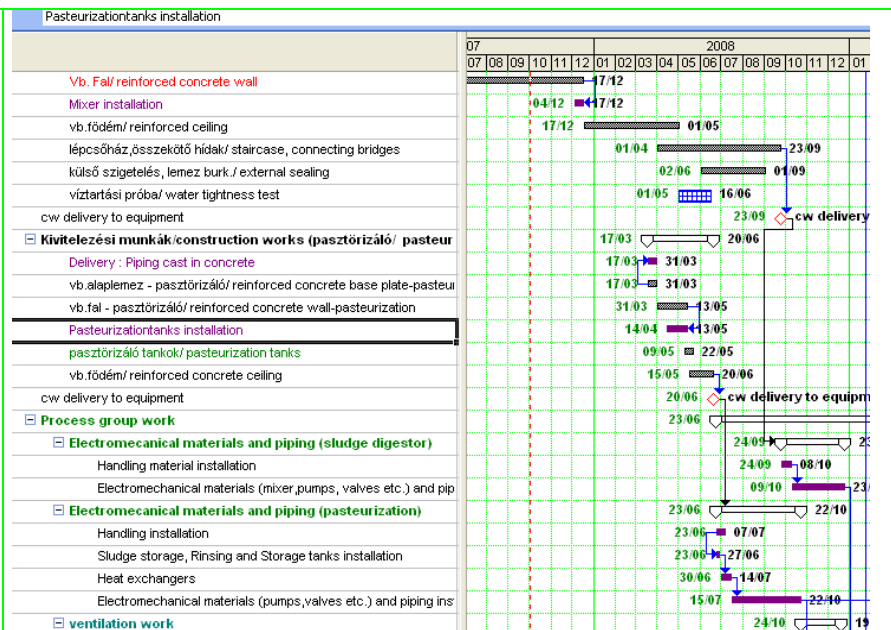 Pasteurizationtanks installation
07 2008
07 08 09 10 11 12 01 02 03 04 05 06 07 08 09 10 11 12 01
Vb. Fal/ reinforced concrete wall 17/12
Mixer installation 04/12 17/12
vb.födém/ reinforced ceiling 17/12 01/05
lépcsőház,összekötő hídak/ staircase, connecting bridges 01/04 23/09
külső szigetelés, lemez burk./ external sealing 02/06 01/09
víztartási próba/ water tightness test 01/05 16/06
cw delivery to equipment 23/09 cw delivery
Kivitelezési munkák/construction works (pasztörizáló/ pasteur 17/03 20/06
Delivery : Piping cast in concrete 17/03 31/03
vb.alaplemez - pasztörizáló/ reinforced concrete base plate-pasteu 17/03 31/03
vb.fal - pasztörizáló/ reinforced concrete wall-pasteurization 31/03 13/05
Pasteurizationtanks installation 14/04 13/05
pasztörizáló tankok/ pasteurization tanks 09/05 22/05
vb.födém/ reinforced concrete ceiling 15/05 20/06
cw delivery to equipment 20/06 cw delivery to equipm
Process group work 23/06
Electromecanical materials and piping (sludge digestor) 24/09 23
Handling material installation 24/09 08/10
Electromechanical materials (mixer,pumps, valves etc.) and pip 09/10 23/
Electromecanical materials and piping (pasteurization) 23/06 22/10
Handling installation 23/06 07/07
Sludge storage, Rinsing and Storage tanks installation 23/06 27/06
Heat exchangers 30/06 14/07
Electromechanical materials (pumps,valves etc.) and piping ins 15/07 22/10
ventilation work 24/10 19